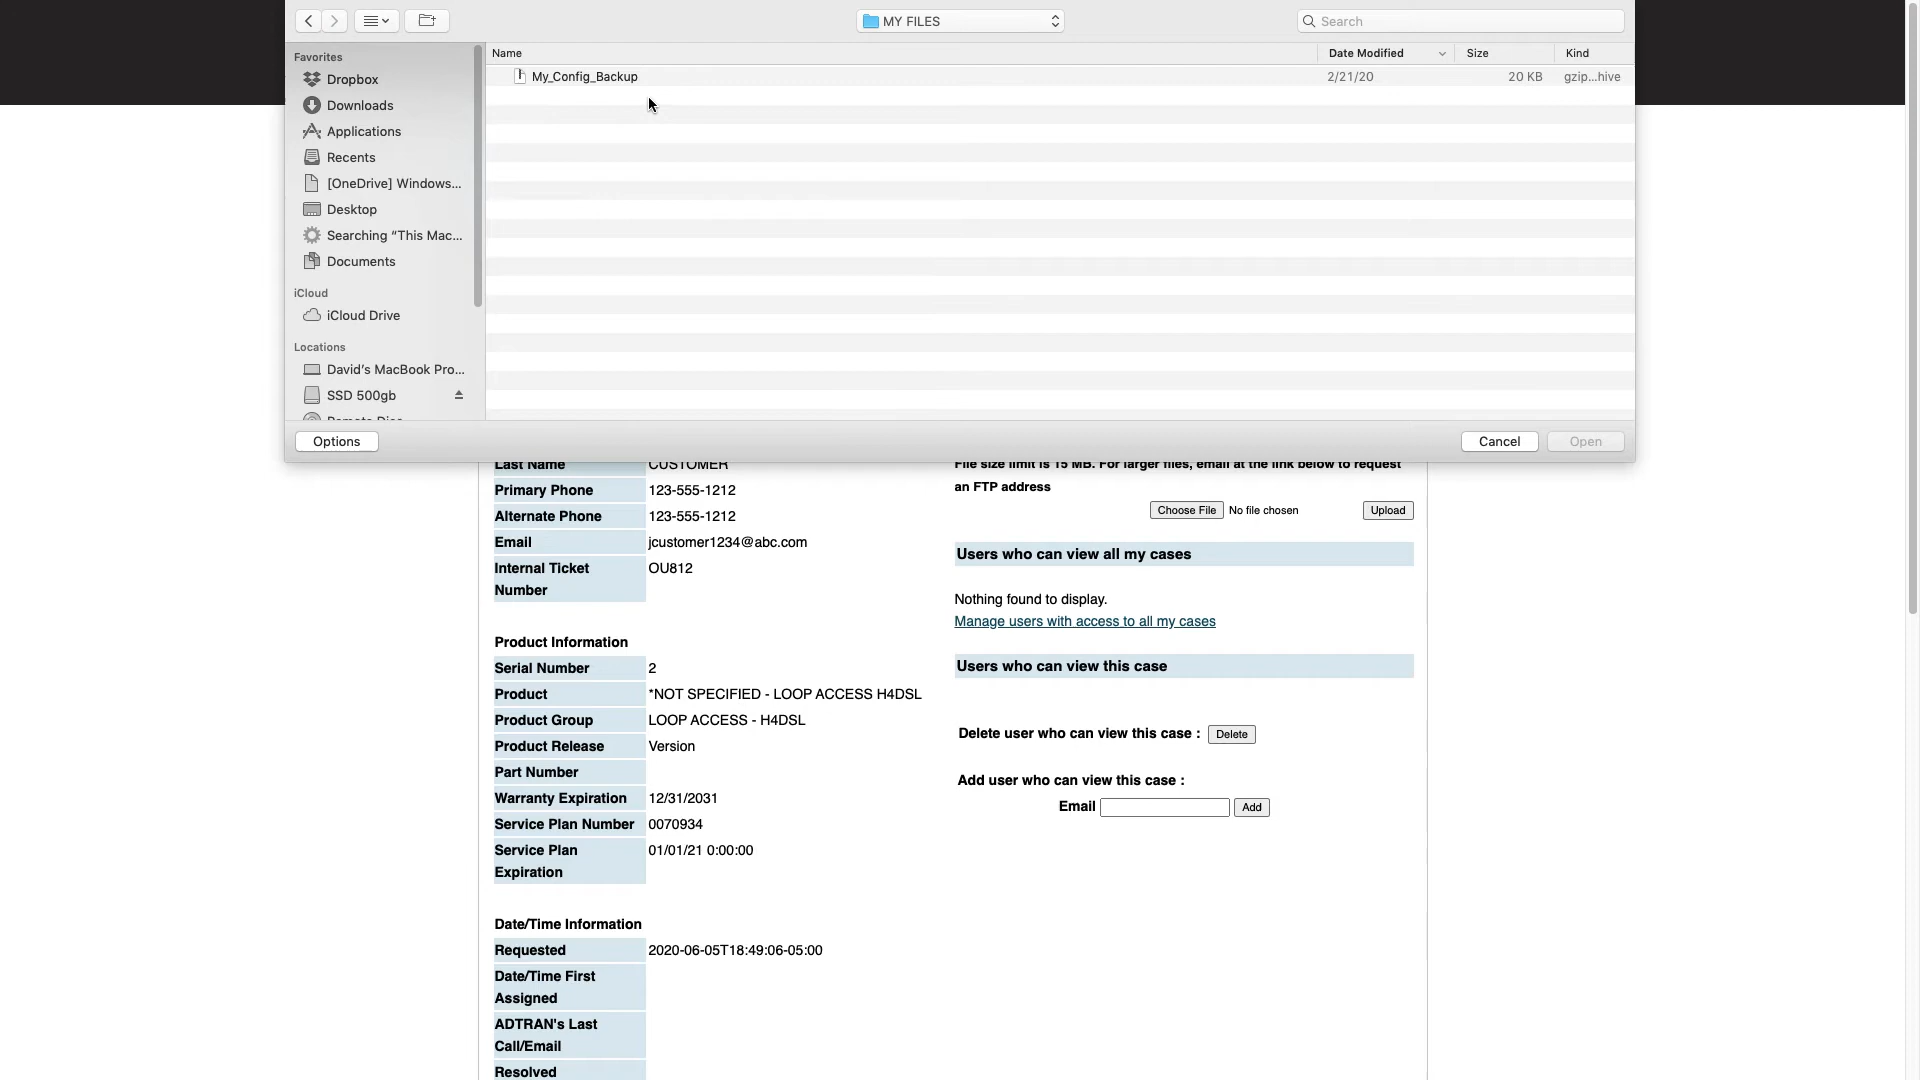 MY FILES
Search
Favorites
Dropbox
Downloads
Applications
Recents
[OneDrive] Windows...
Desktop
Searching “This Mac...
Documents
iCloud
iCloud Drive
Locations
David’s MacBook Pro...
SSD 500gb
Remote Disc
Name
Date Modified
Size
Kind
My_Config_Backup
2/21/20
20 KB
gzip...hive
Options
Cancel
Open
Last Name CUSTOMER
Primary Phone 123-555-1212
Alternate Phone 123-555-1212
Email jcustomer1234@abc.com
Internal Ticket OU812
Number
Product Information
Serial Number 2
Product *NOT SPECIFIED - LOOP ACCESS H4DSL
Product Group LOOP ACCESS - H4DSL
Product Release Version
Part Number
Warranty Expiration 12/31/2031
Service Plan Number 0070934
Service Plan 01/01/21 0:00:00
Expiration
Date/Time Information
Requested 2020-06-05T18:49:06-05:00
Date/Time First
Assigned
ADTRAN's Last
Call/Email
Resolved
File size limit is 15 MB. For larger files, email at the link below to request
an FTP address
Choose File No file chosen Upload
Users who can view all my cases
Nothing found to display.
Manage users with access to all my cases
Users who can view this case
Delete user who can view this case : Delete
Add user who can view this case :
Email Add